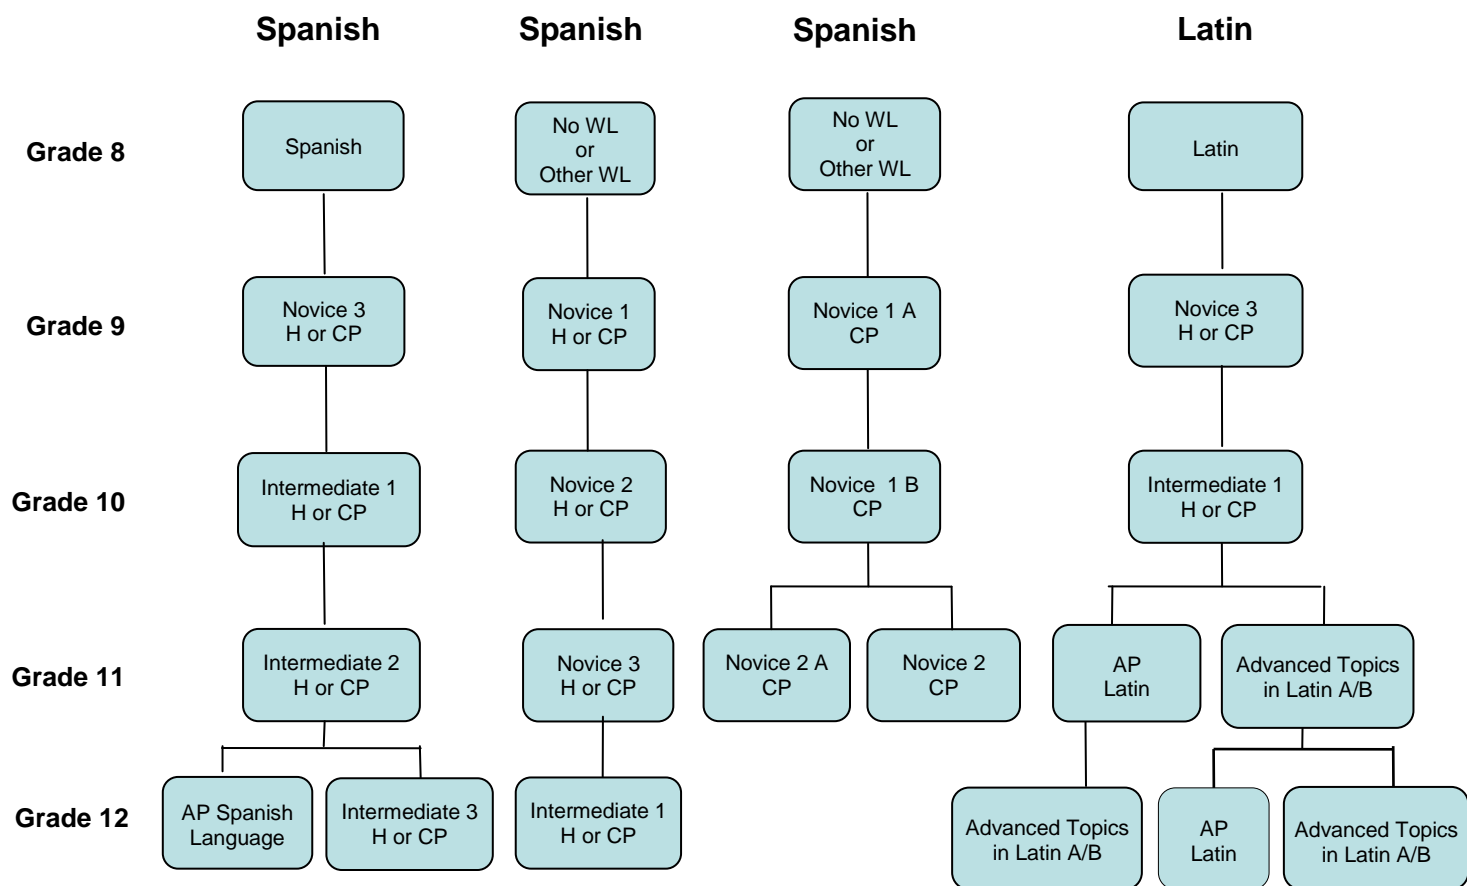 Spanish
Spanish
Spanish
Latin
Grade 8
Spanish
No WL
or
Other WL
No WL
or
Other WL
Latin
Grade 9
Novice 3
H or CP
Novice 1
H or CP
Novice 1 A
CP
Novice 3
H or CP
Grade 10
Intermediate 1
H or CP
Novice 2
H or CP
Novice 1 B
CP
Intermediate 1
H or CP
Grade 11
Intermediate 2
H or CP
Novice 3
H or CP
Novice 2 A
CP
Novice 2
CP
AP
Latin
Advanced Topics
in Latin A/B
Grade 12
AP Spanish
Language
Intermediate 3
H or CP
Intermediate 1
H or CP
Advanced Topics
in Latin A/B
AP
Latin
Advanced Topics
in Latin A/B